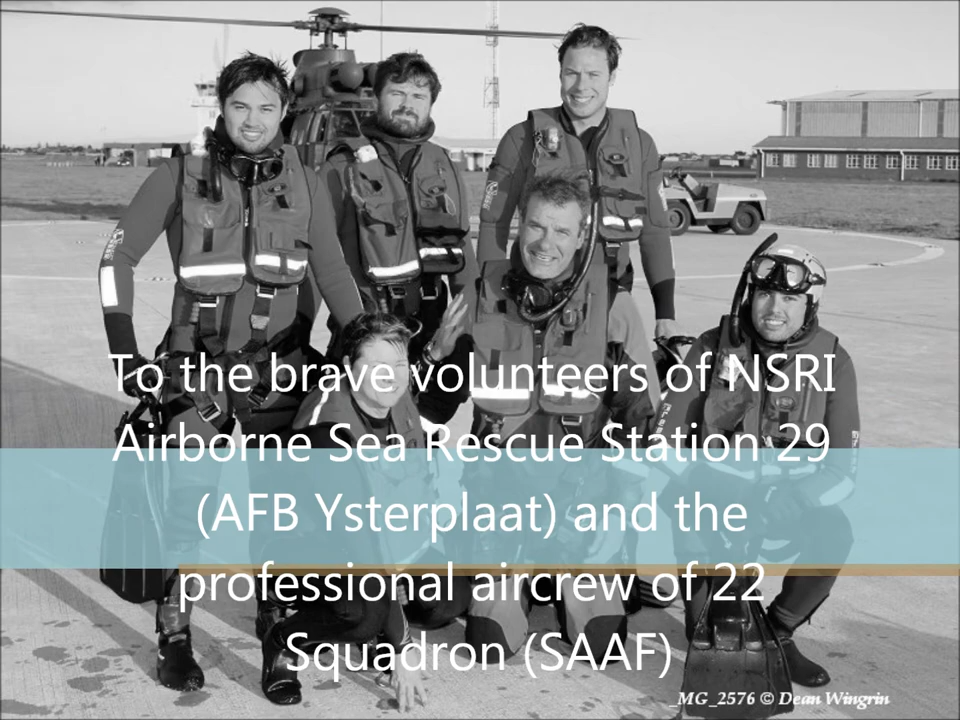 To the brave volunteers of NSRI
Airborne Sea Rescue Station 29
(AFB Ysterplaat) and the
professional aircrew of 22
Squadron (SAAF)
_MG_2576 © Dean Wingrin